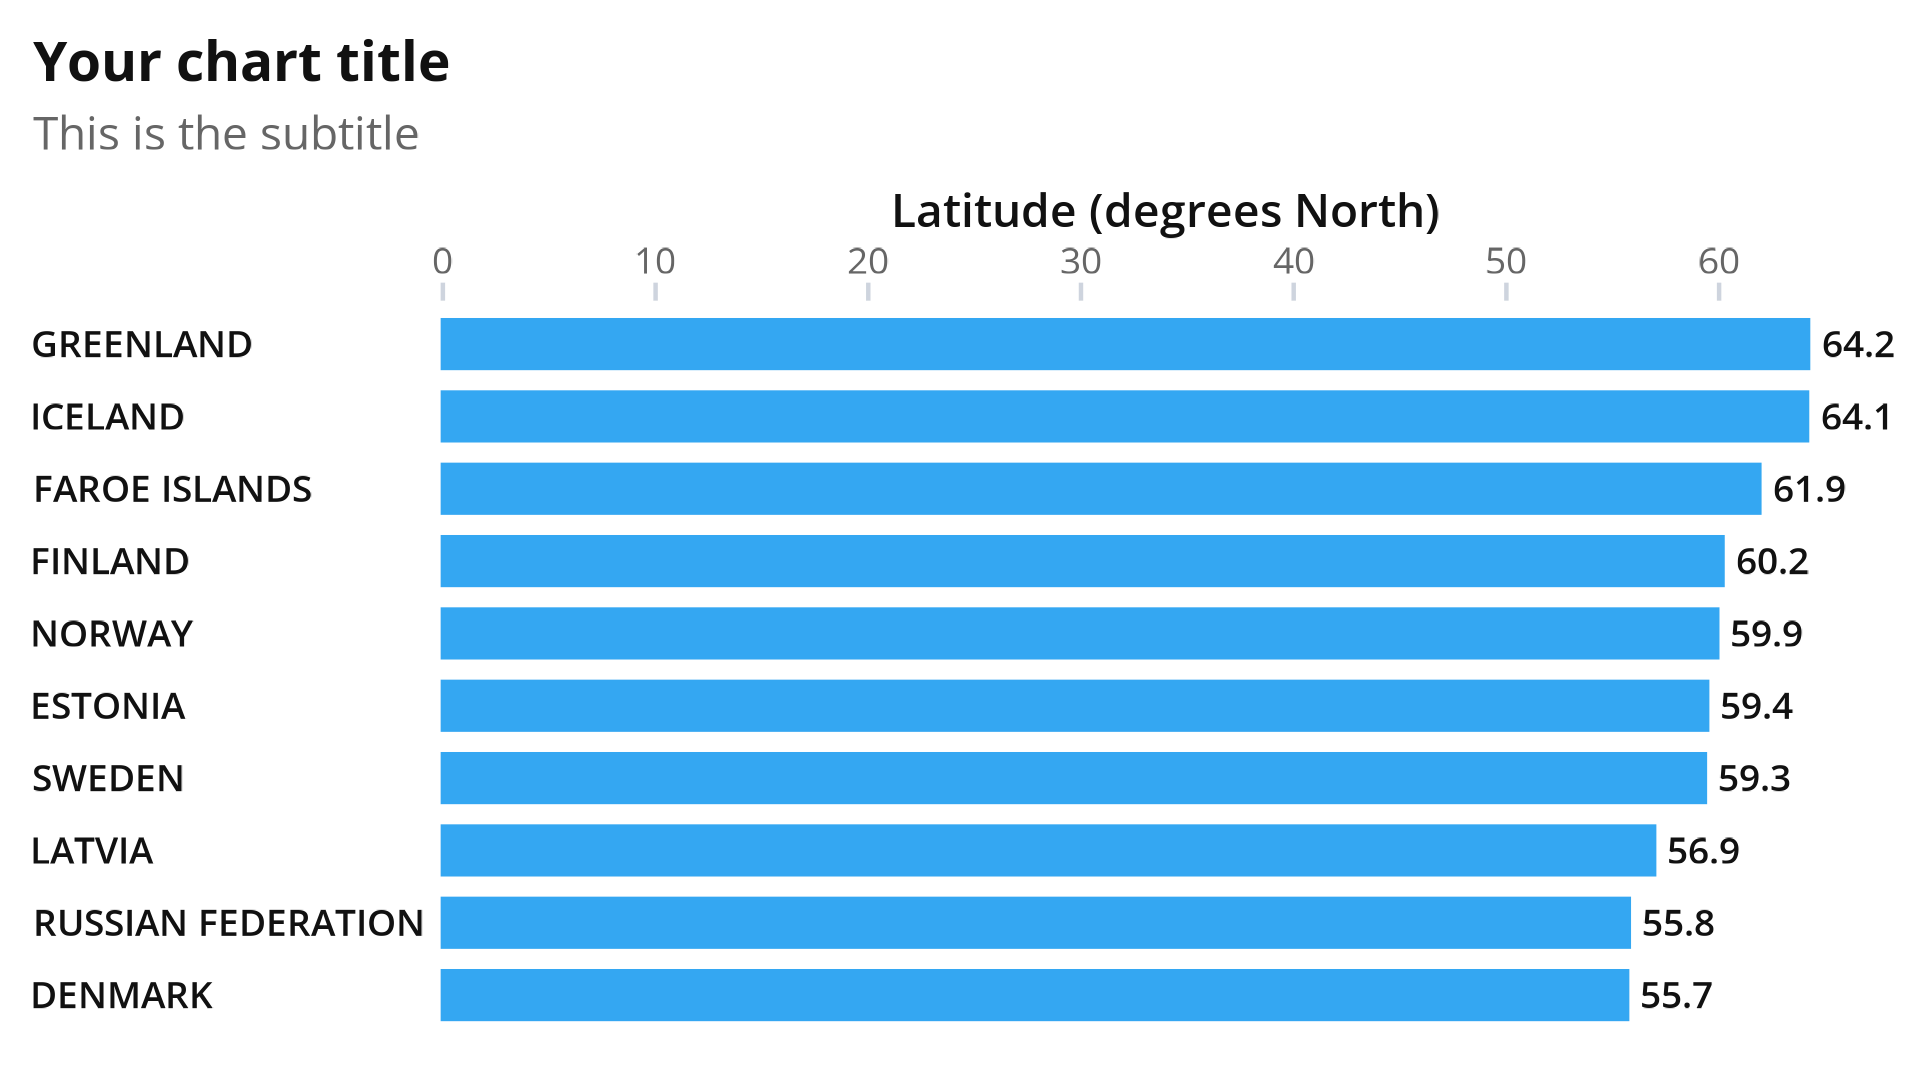 Your chart title
This is the subtitle
Latitude (degrees North)
0 10 20 30 40 50 60
GREENLAND 64.2
ICELAND 64.1
FAROE ISLANDS 61.9
FINLAND 60.2
NORWAY 59.9
ESTONIA 59.4
SWEDEN 59.3
LATVIA 56.9
RUSSIAN FEDERATION 55.8
DENMARK 55.7